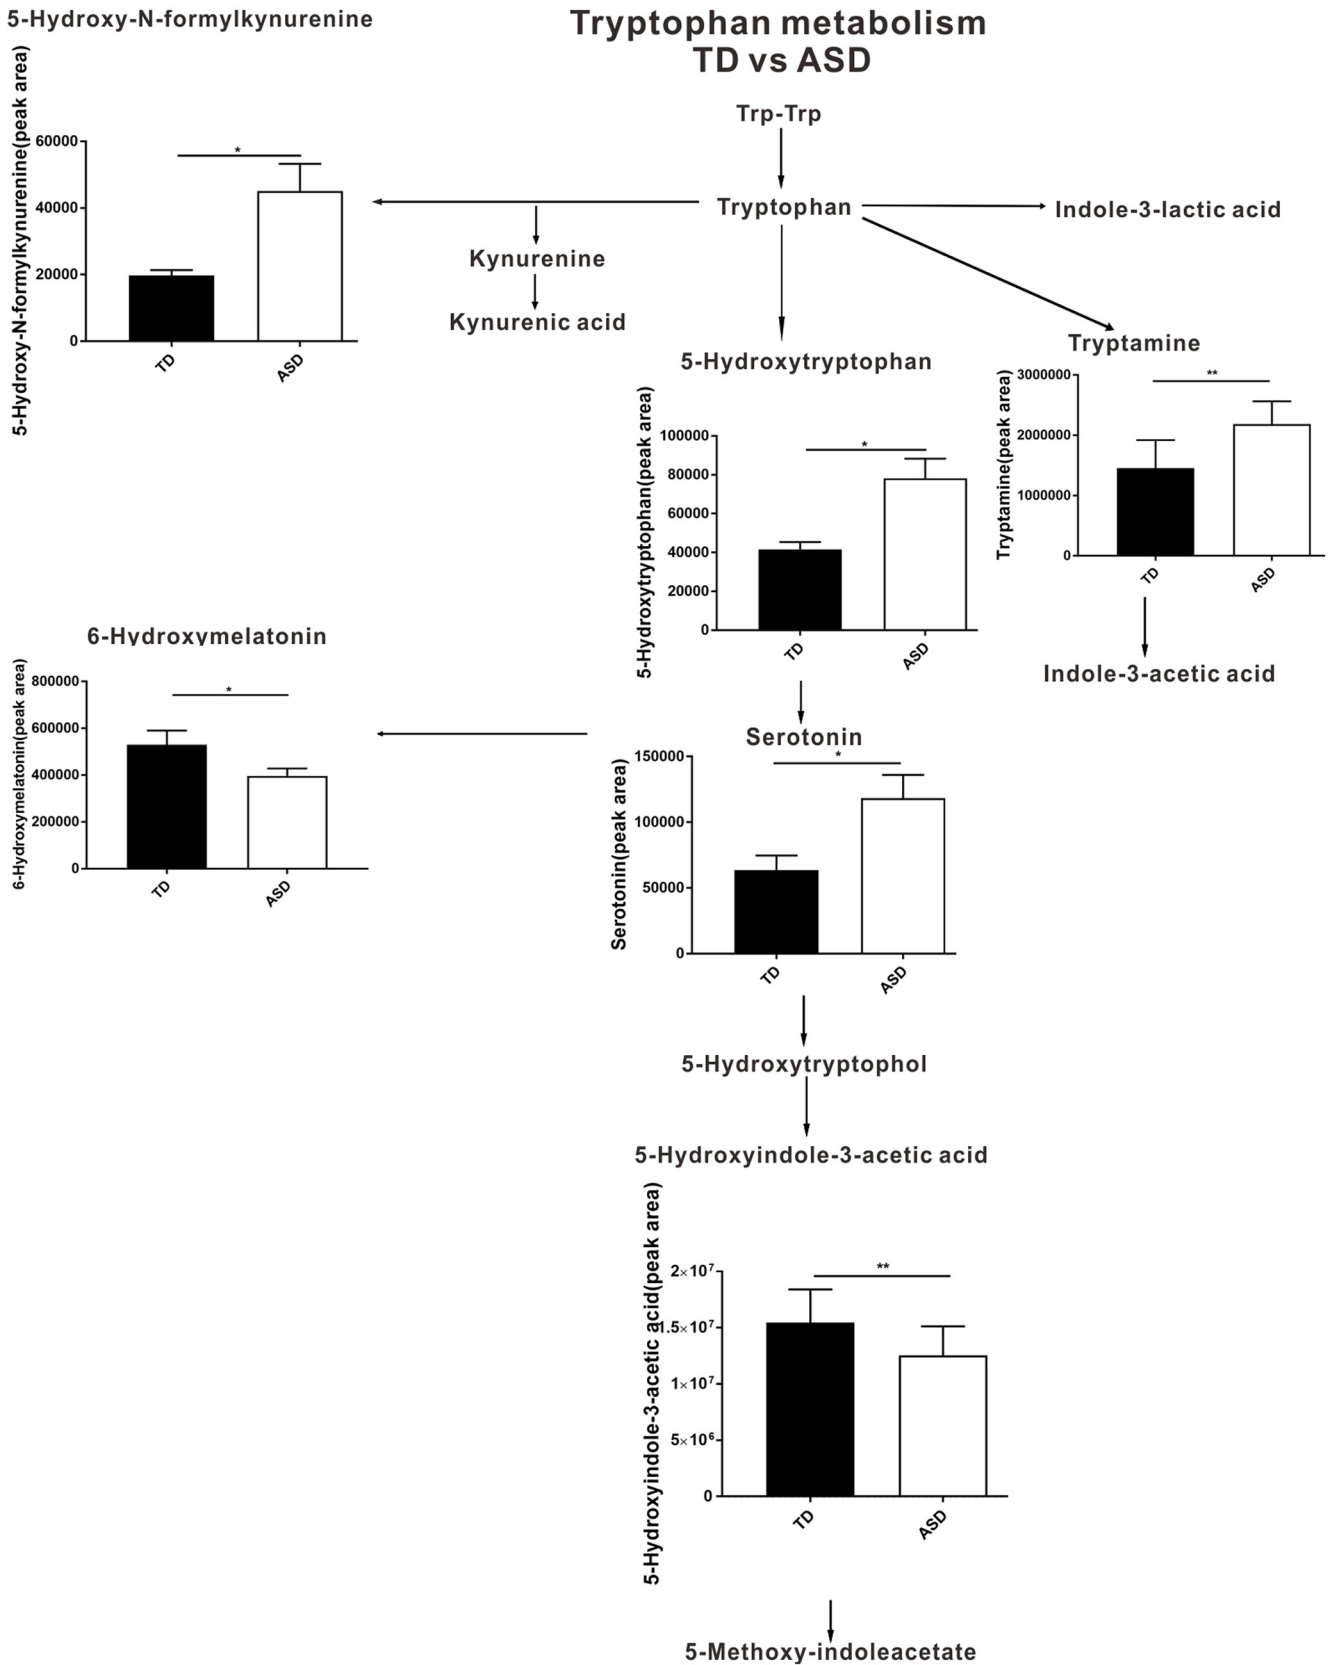 5-Hydroxy-N-formylkynurenine
Tryptophan metabolism
TD vs ASD
5-Hydroxy-N-formylkynurenine(peak area)
60000
40000
20000
0
*
TD
ASD
Trp-Trp
Tryptophan
Indole-3-lactic acid
Kynurenine
Kynurenic acid
5-Hydroxytryptophan
5-Hydroxytryptophan(peak area)
100000
80000
60000
40000
20000
0
*
TD
ASD
Tryptamine
Tryptamine(peak area)
3000000
2000000
1000000
0
**
TD
ASD
Indole-3-acetic acid
6-Hydroxymelatonin
6-Hydroxymelatonin(peak area)
800000
600000
400000
200000
0
*
TD
ASD
Serotonin
Serotonin(peak area)
150000
100000
50000
0
*
TD
ASD
5-Hydroxytryptophol
5-Hydroxyindole-3-acetic acid
5-Hydroxyindole-3-acetic acid(peak area)
2×10⁷
1.5×10⁷
1×10⁷
5×10⁶
0
**
TD
ASD
5-Methoxy-indoleacetate